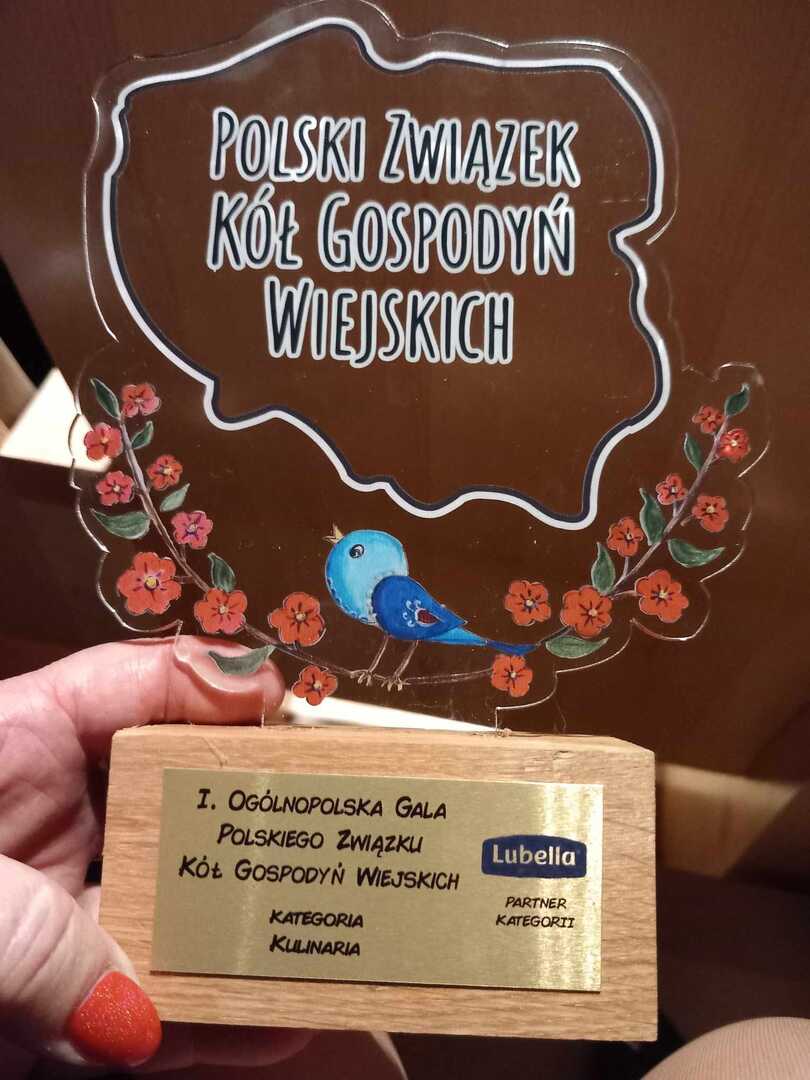 POLSKI ZWIĄZEK
KÓŁ GOSPODYŃ
WIEJSKICH
I. OGÓLNOPOLSKA GALA
POLSKIEGO ZWIĄZKU
KÓŁ GOSPODYŃ WIEJSKICH
KATEGORIA
KULINARIA
Lubella
PARTNER
KATEGORII